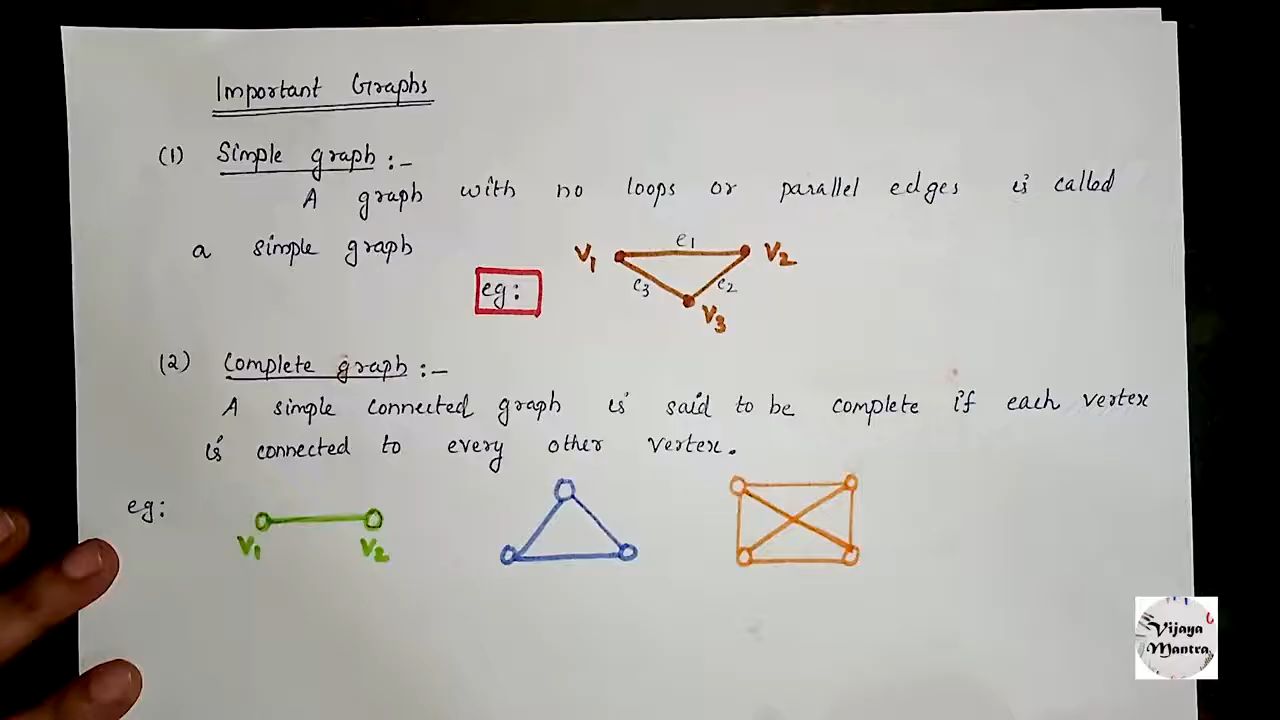 Important Graphs
(1) Simple graph :-
A graph with no loops or parallel edges is called
a simple graph
eg:
V1 e1 V2
e3 e2
V3
(2) Complete graph :-
A simple connected graph is said to be complete if each vertex
is connected to every other vertex.
eg:
V1 V2
Vijaya
Mantra